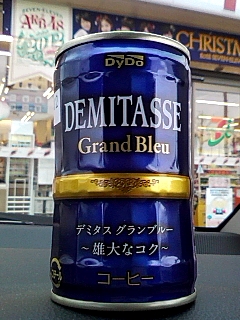 AKB48
CHRISTM
DyDo
DEMITASSE
Grand Bleu
デミタス グランブルー
〜雄大なコク〜
コーヒー